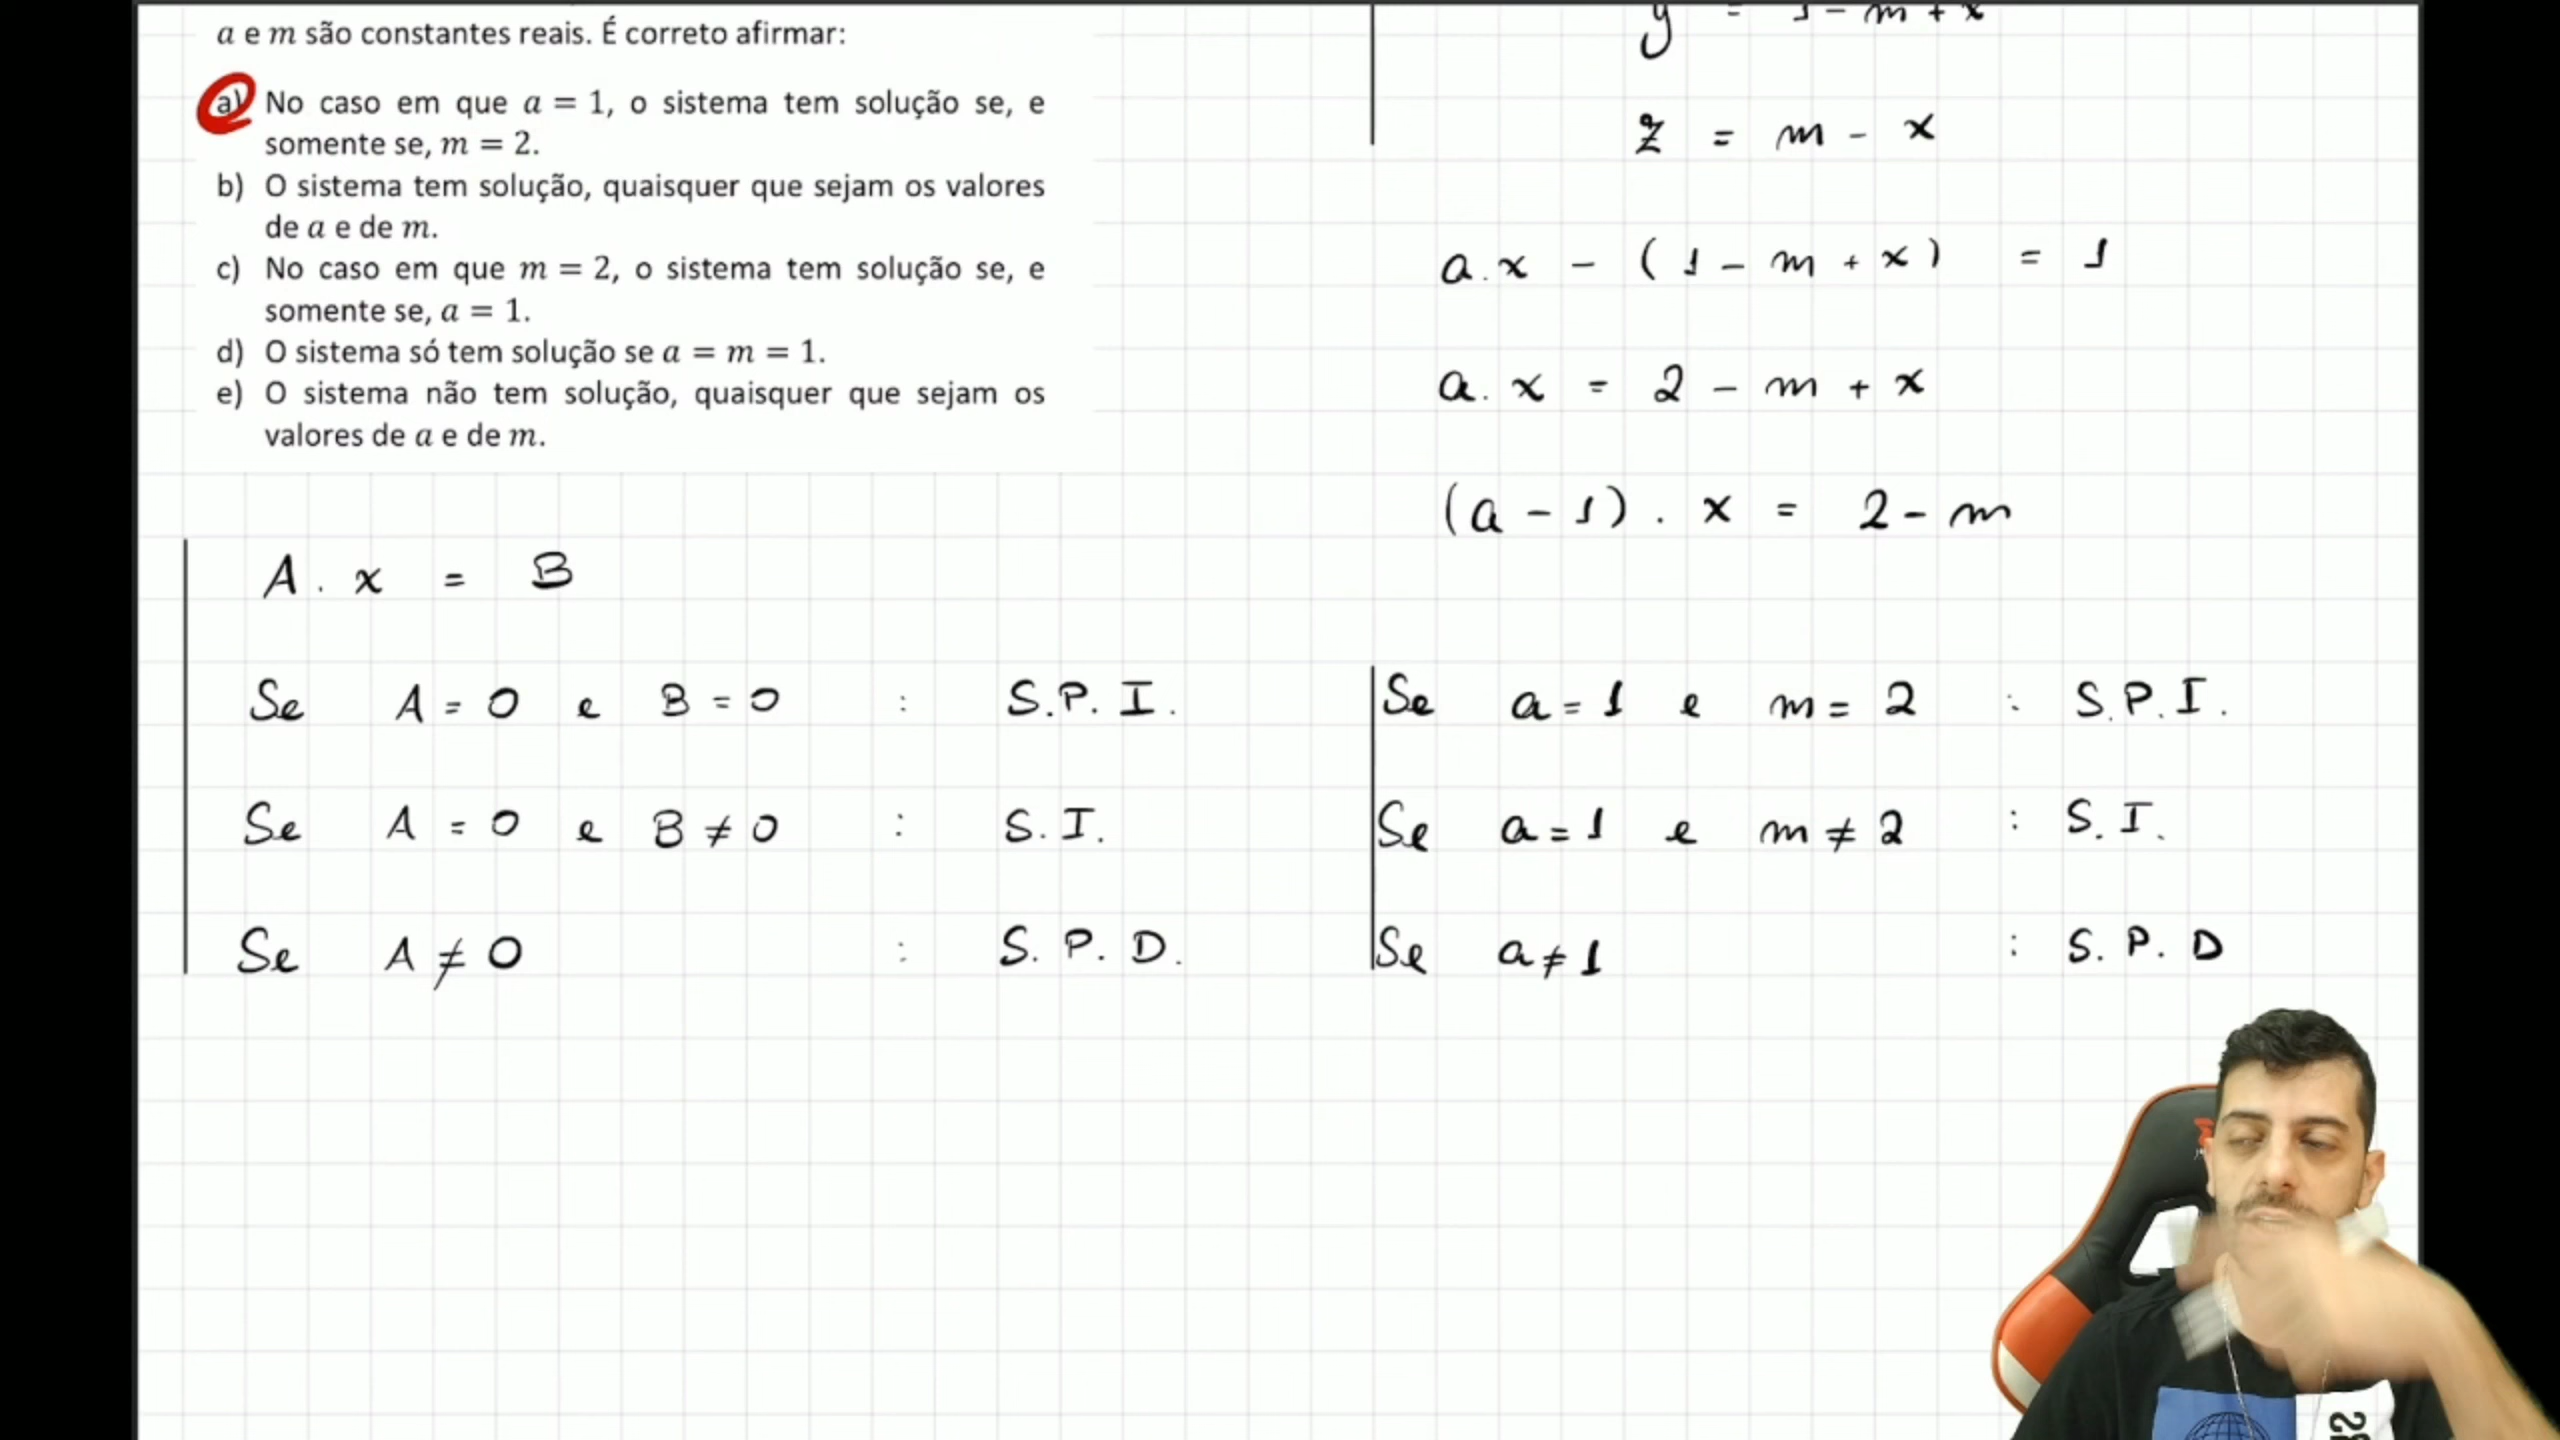 a e m são constantes reais. É correto afirmar:
a) No caso em que a = 1, o sistema tem solução se, e
somente se, m = 2.
b) O sistema tem solução, quaisquer que sejam os valores
de a e de m.
c) No caso em que m = 2, o sistema tem solução se, e
somente se, a = 1.
d) O sistema só tem solução se a = m = 1.
e) O sistema não tem solução, quaisquer que sejam os
valores de a e de m.
y = 1 - m + x
z = m - x
a.x - (1 - m + x) = 1
a.x = 2 - m + x
(a - 1) . x = 2 - m
A . x = B
Se A = 0 e B = 0 : S.P.I.
Se A = 0 e B ≠ 0 : S.I.
Se A ≠ 0 : S.P.D.
Se a = 1 e m = 2 : S.P.I.
Se a = 1 e m ≠ 2 : S.I.
Se a ≠ 1 : S.P.D